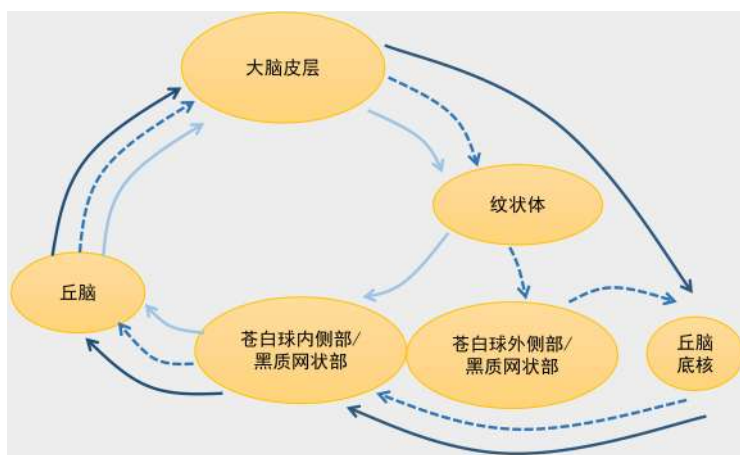 大脑皮层
纹状体
丘脑
苍白球内侧部/
黑质网状部
苍白球外侧部/
黑质网状部
丘脑
底核